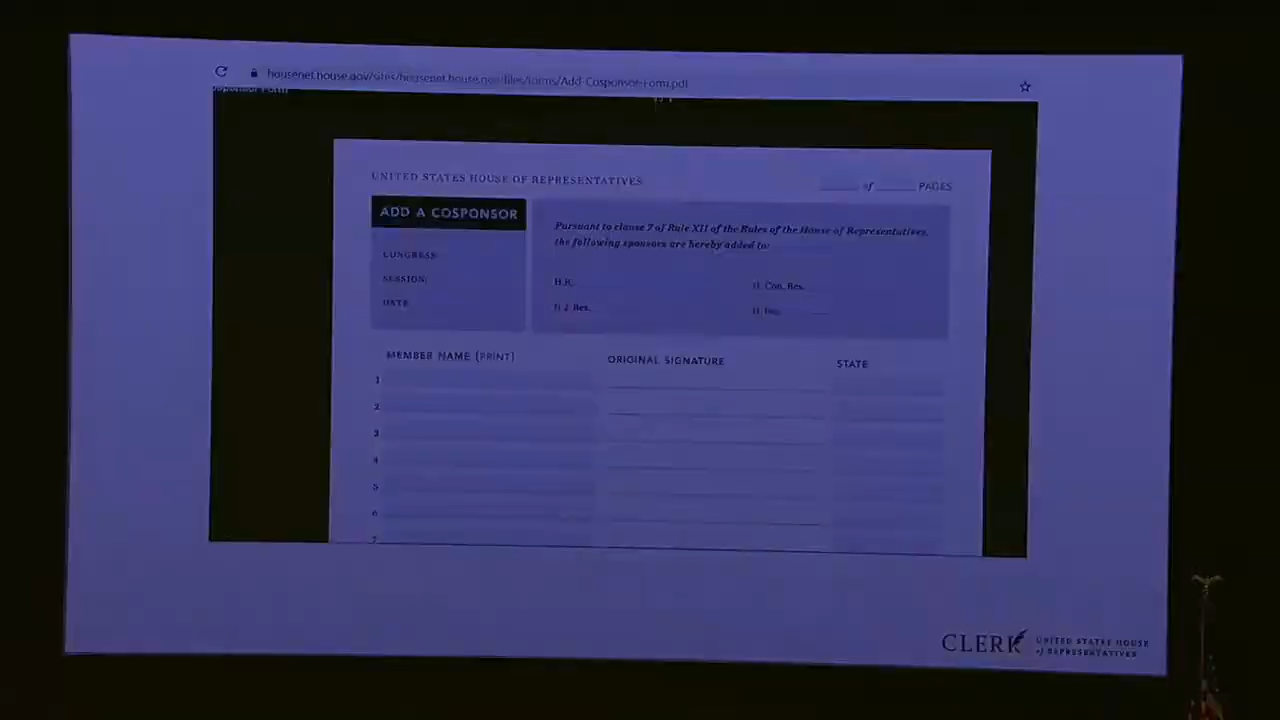 housenet.house.gov/sites/housenet.house.gov/files/forms/Add-Cosponsor-Form.pdf
UNITED STATES HOUSE OF REPRESENTATIVES
of PAGES
ADD A COSPONSOR
Pursuant to clause 7 of Rule XII of the Rules of the House of Representatives,
the following sponsors are hereby added to:
CONGRESS:
SESSION:
DATE:
H.R.
H. Con. Res.
H.J. Res.
H. Res.
MEMBER NAME (PRINT) ORIGINAL SIGNATURE STATE
1
2
3
4
5
6
7
CLERK UNITED STATES HOUSE
of REPRESENTATIVES